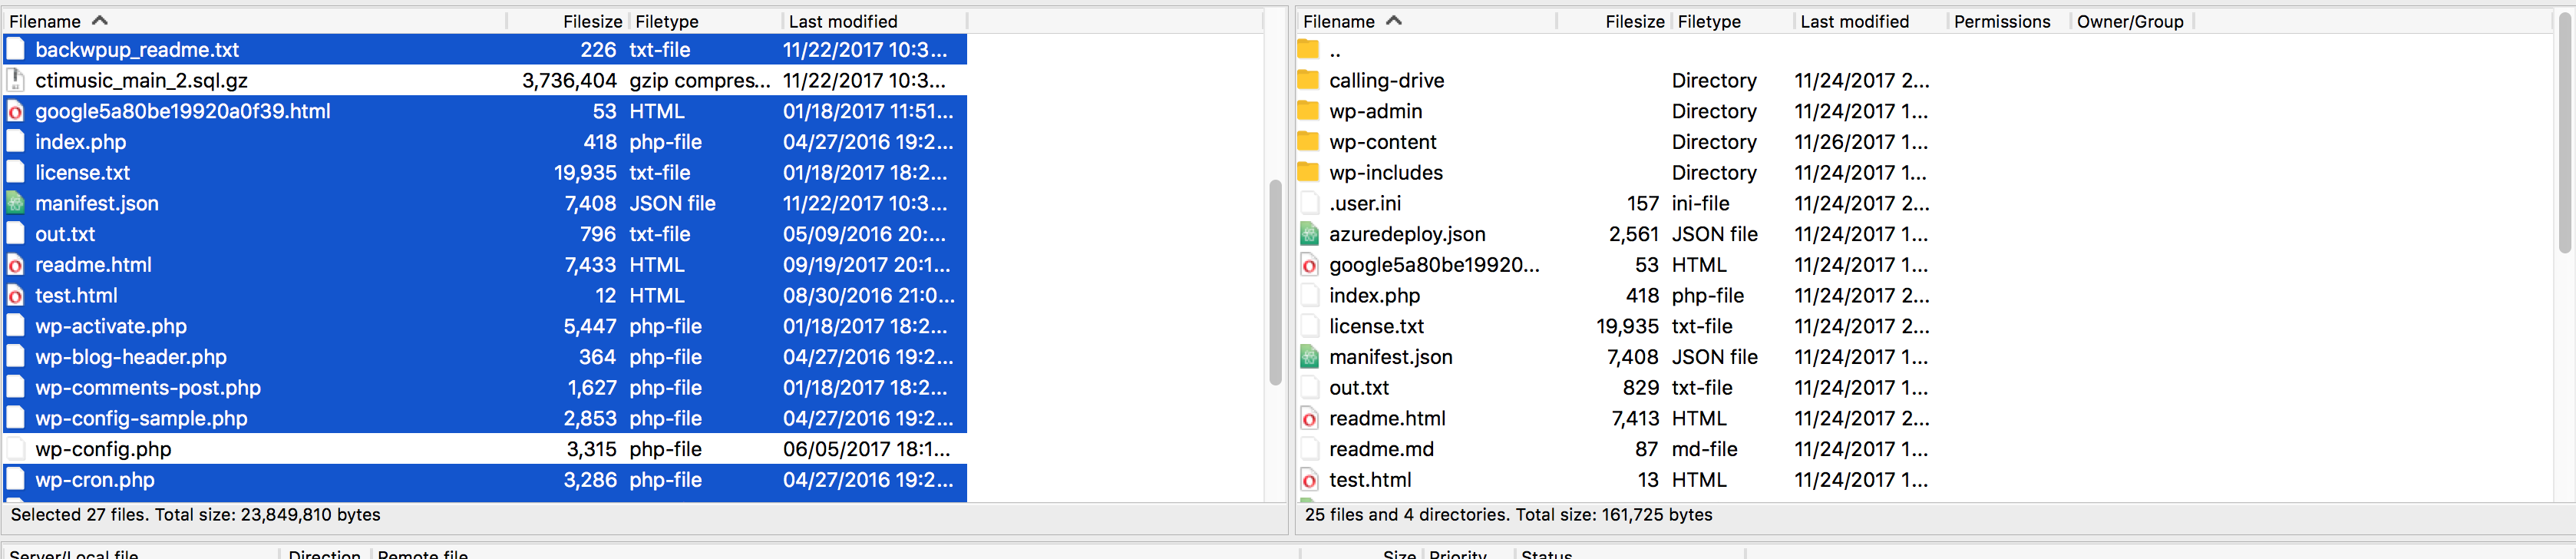 Filename Filesize Filetype Last modified
backwpup_readme.txt 226 txt-file 11/22/2017 10:3...
ctimusic_main_2.sql.gz 3,736,404 gzip compres... 11/22/2017 10:3...
google5a80be19920a0f39.html 53 HTML 01/18/2017 11:51...
index.php 418 php-file 04/27/2016 19:2...
license.txt 19,935 txt-file 01/18/2017 18:2...
manifest.json 7,408 JSON file 11/22/2017 10:3...
out.txt 796 txt-file 05/09/2016 20:...
readme.html 7,433 HTML 09/19/2017 20:1...
test.html 12 HTML 08/30/2016 21:0...
wp-activate.php 5,447 php-file 01/18/2017 18:2...
wp-blog-header.php 364 php-file 04/27/2016 19:2...
wp-comments-post.php 1,627 php-file 01/18/2017 18:2...
wp-config-sample.php 2,853 php-file 04/27/2016 19:2...
wp-config.php 3,315 php-file 06/05/2017 18:1...
wp-cron.php 3,286 php-file 04/27/2016 19:2...
Selected 27 files. Total size: 23,849,810 bytes
Filename Filesize Filetype Last modified Permissions Owner/Group
..
calling-drive Directory 11/24/2017 2...
wp-admin Directory 11/24/2017 1...
wp-content Directory 11/26/2017 1...
wp-includes Directory 11/24/2017 1...
.user.ini 157 ini-file 11/24/2017 2...
azuredeploy.json 2,561 JSON file 11/24/2017 1...
google5a80be19920... 53 HTML 11/24/2017 1...
index.php 418 php-file 11/24/2017 2...
license.txt 19,935 txt-file 11/24/2017 2...
manifest.json 7,408 JSON file 11/24/2017 1...
out.txt 829 txt-file 11/24/2017 1...
readme.html 7,413 HTML 11/24/2017 2...
readme.md 87 md-file 11/24/2017 1...
test.html 13 HTML 11/24/2017 1...
25 files and 4 directories. Total size: 161,725 bytes
Server/Local file Direction Remote file Size Priority Status